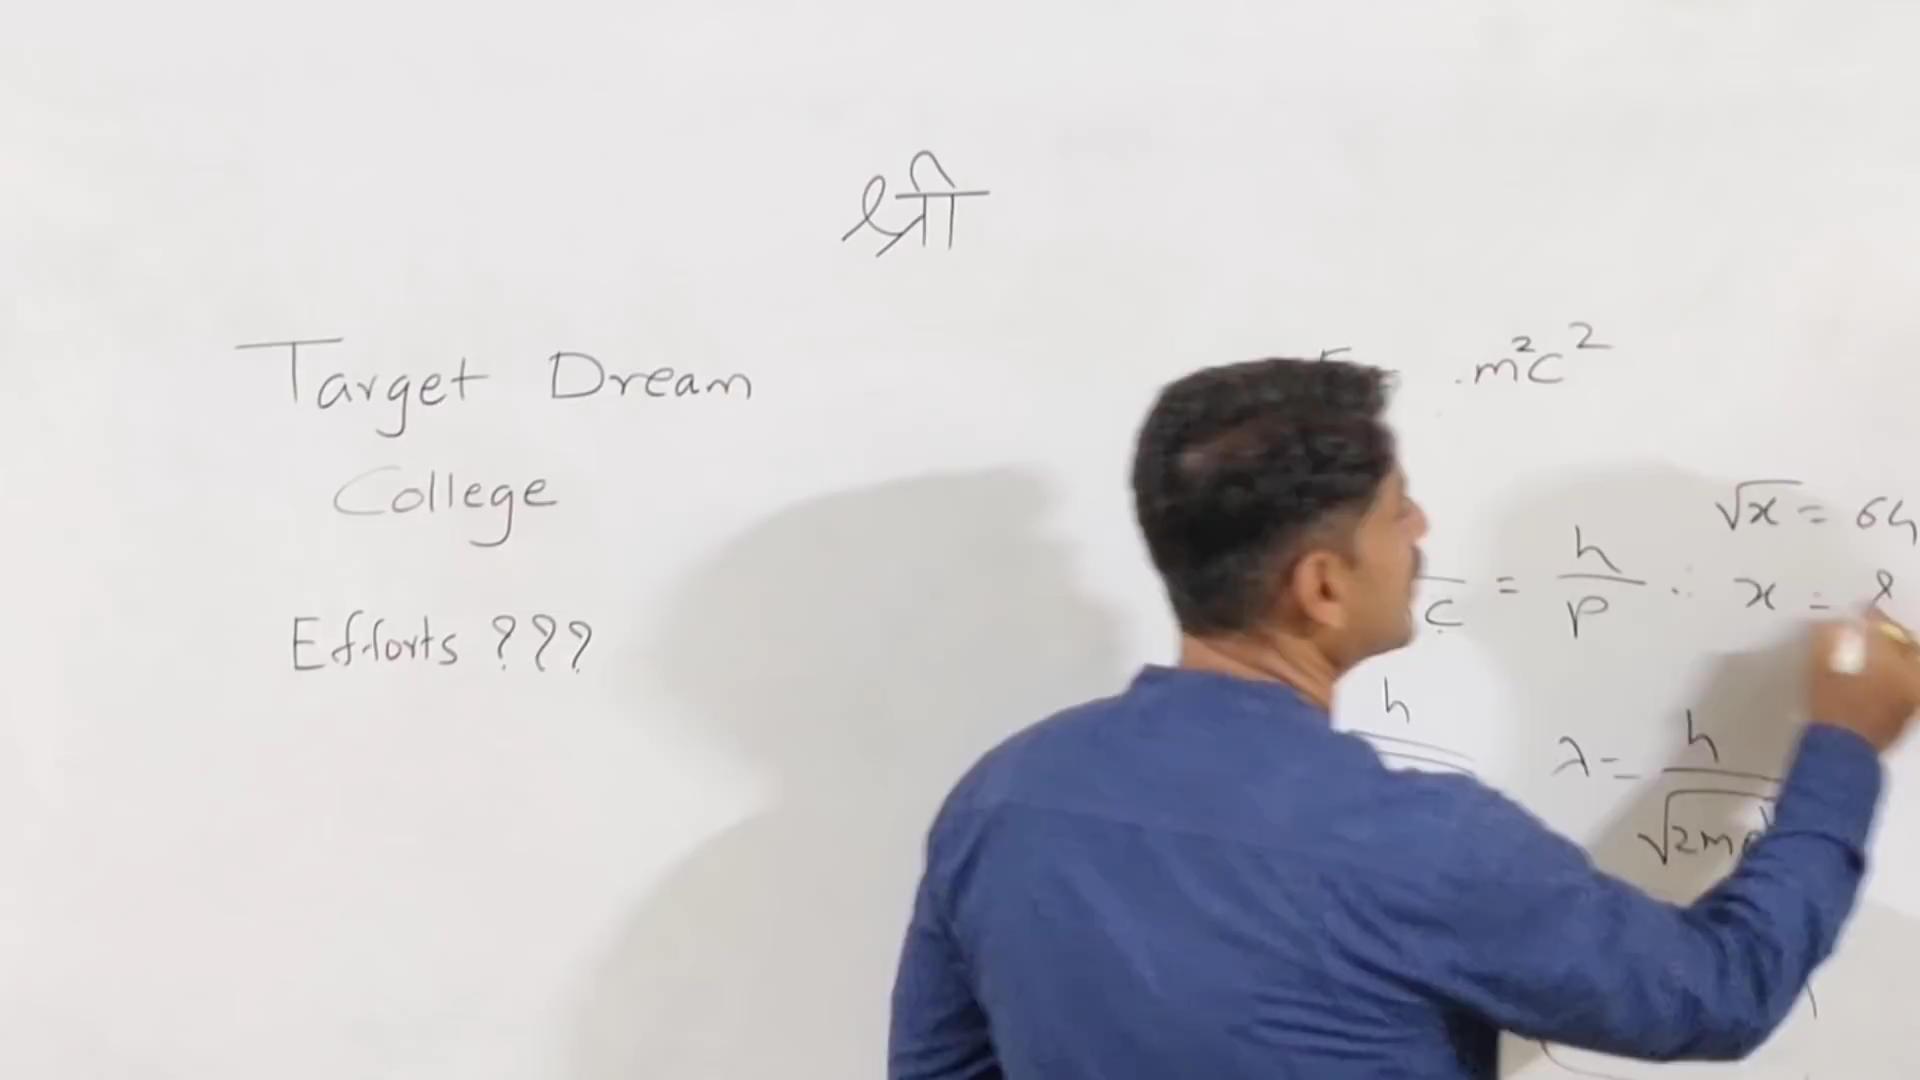 श्री
Target Dream
College
Efforts ???
m²c²
√x = 64
= h/p ∴ x = 8
h
λ = h/√2m